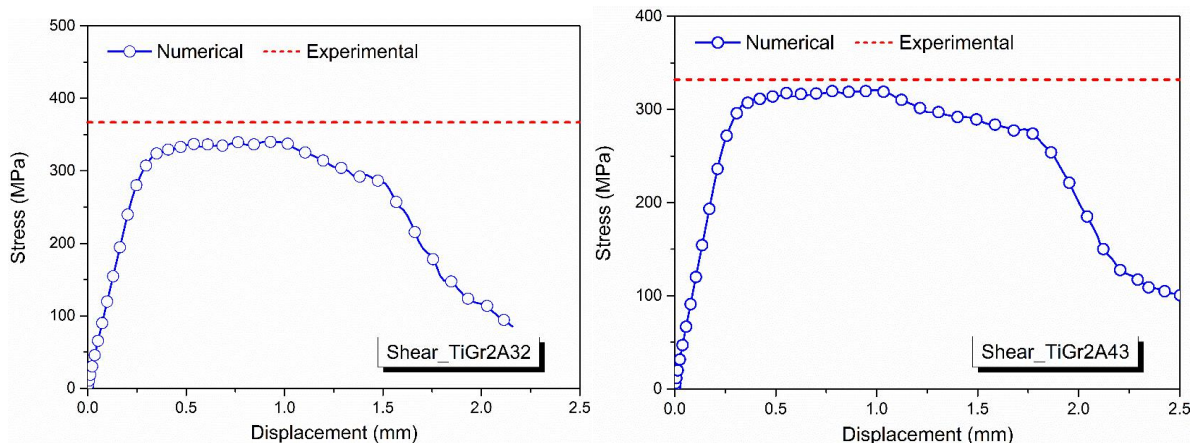 500
400
300
200
100
0
Stress (MPa)
Numerical
Experimental
Shear_TiGr2A32
0.0
0.5
1.0
1.5
2.0
2.5
Displacement (mm)
400
300
200
100
0
Stress (MPa)
Numerical
Experimental
Shear_TiGr2A43
0.0
0.5
1.0
1.5
2.0
2.5
Displacement (mm)